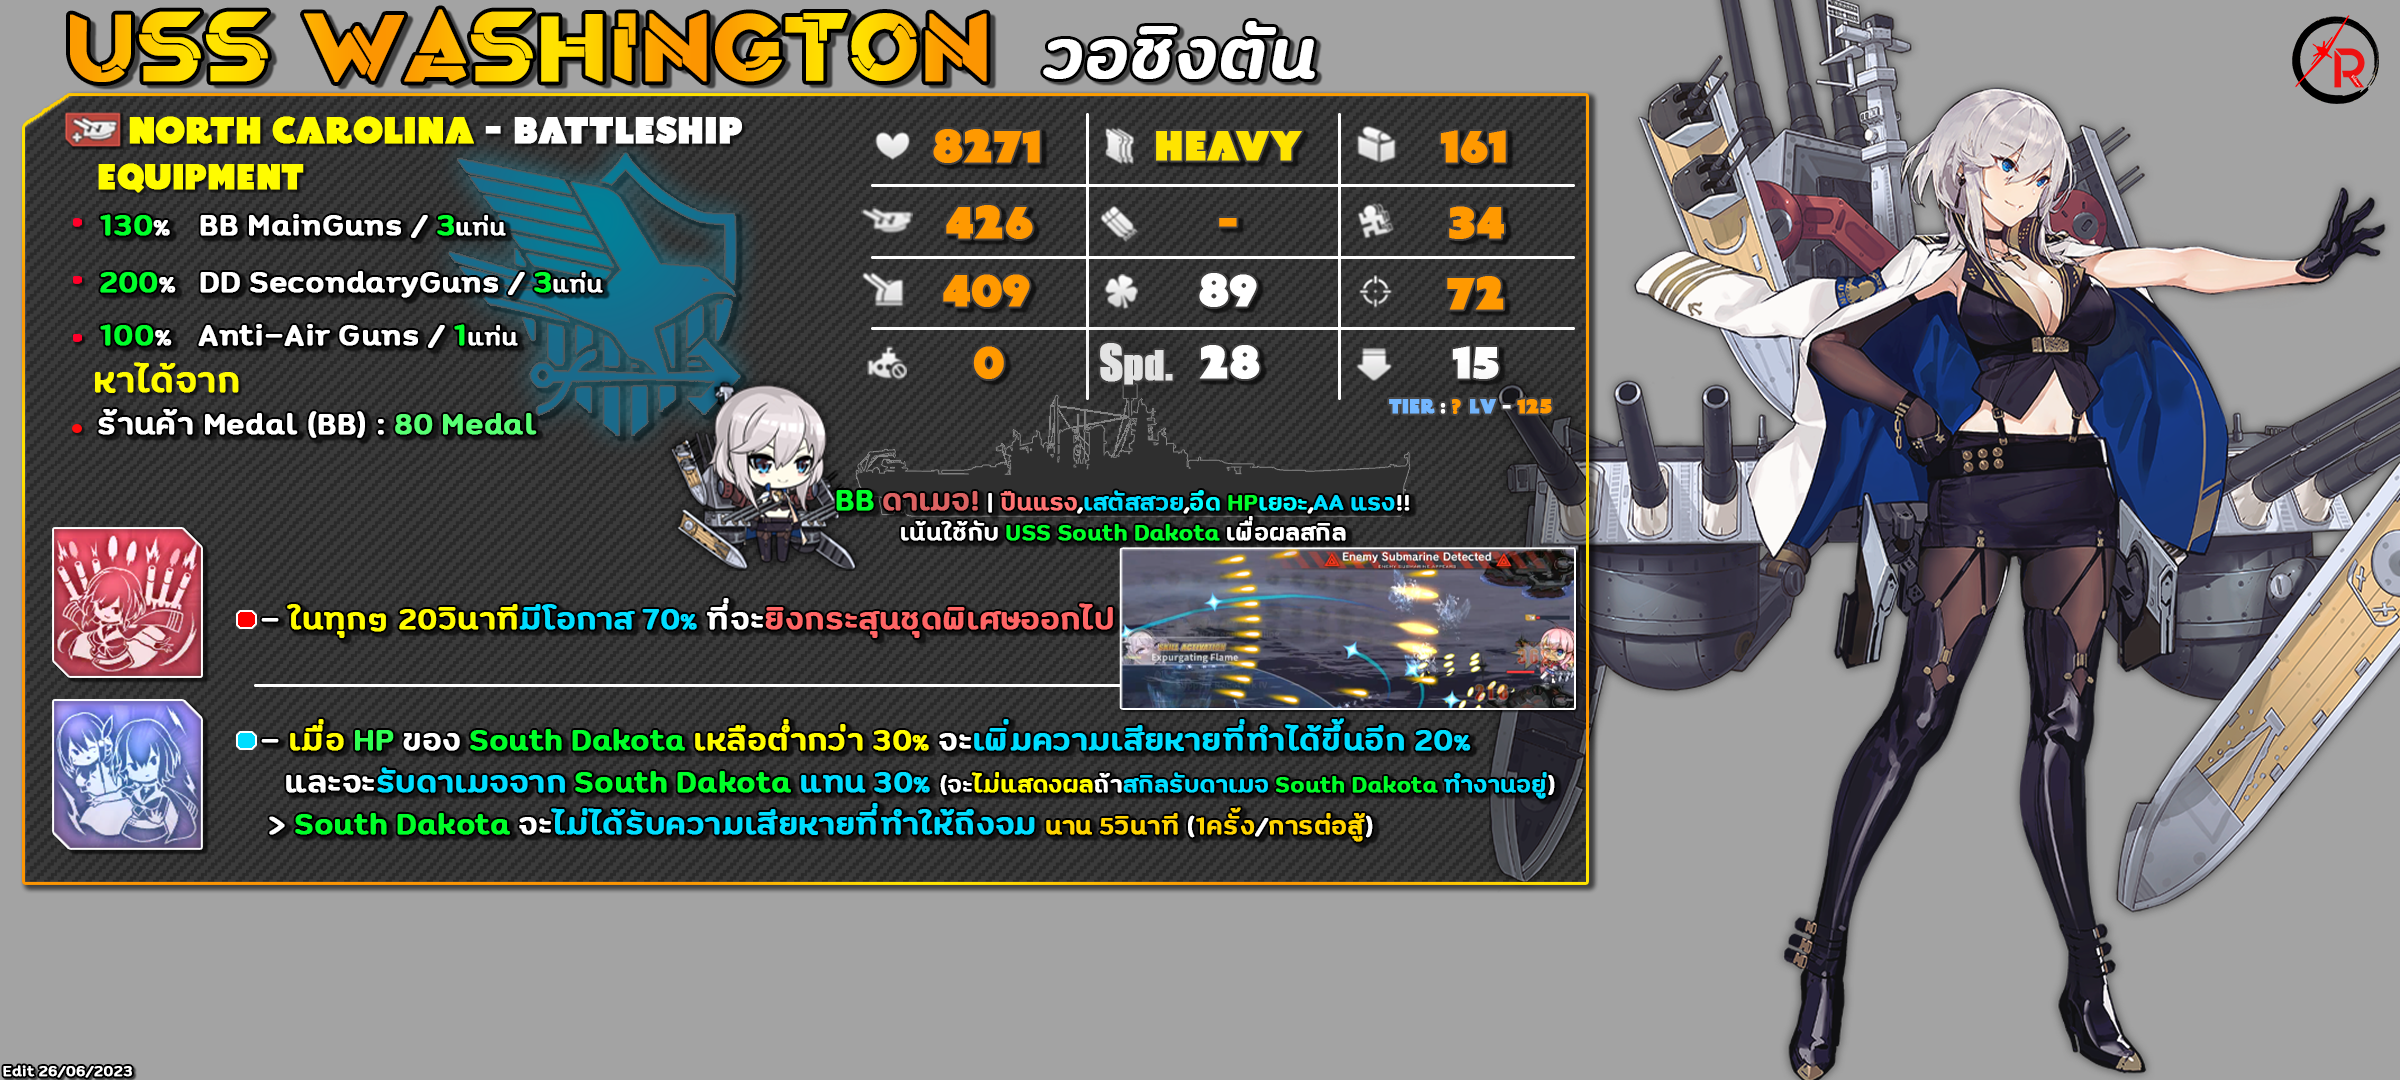 USS WASHINGTON วอชิงตัน
R
NORTH CAROLINA - BATTLESHIP
EQUIPMENT
130% BB MainGuns / 3แท่น
200% DD SecondaryGuns / 3แท่น
100% Anti-Air Guns / 1แท่น
หาได้จาก
ร้านค้า Medal (BB) : 80 Medal
8271 HEAVY 161
426 - 34
409 89 72
0 Spd. 28 15
TIER : ? LV - 125
BB ดาเมจ! | ปืนแรง,เสตัสสวย,อึด HPเยอะ,AA แรง!!
เน้นใช้กับ USS South Dakota เพื่อผลสกิล
Enemy Submarine Detected
ENEMY SUBMARINE APPEARS
SKILL ACTIVATION
Expurgating Flame
– ในทุกๆ 20วินาทีมีโอกาส 70% ที่จะยิงกระสุนชุดพิเศษออกไป
– เมื่อ HP ของ South Dakota เหลือต่ำกว่า 30% จะเพิ่มความเสียหายที่ทำได้ขึ้นอีก 20%
และจะรับดาเมจจาก South Dakota แทน 30% (จะไม่แสดงผลถ้าสกิลรับดาเมจ South Dakota ทำงานอยู่)
> South Dakota จะไม่ได้รับความเสียหายที่ทำให้ถึงจม นาน 5วินาที (1ครั้ง/การต่อสู้)
Edit 26/06/2023